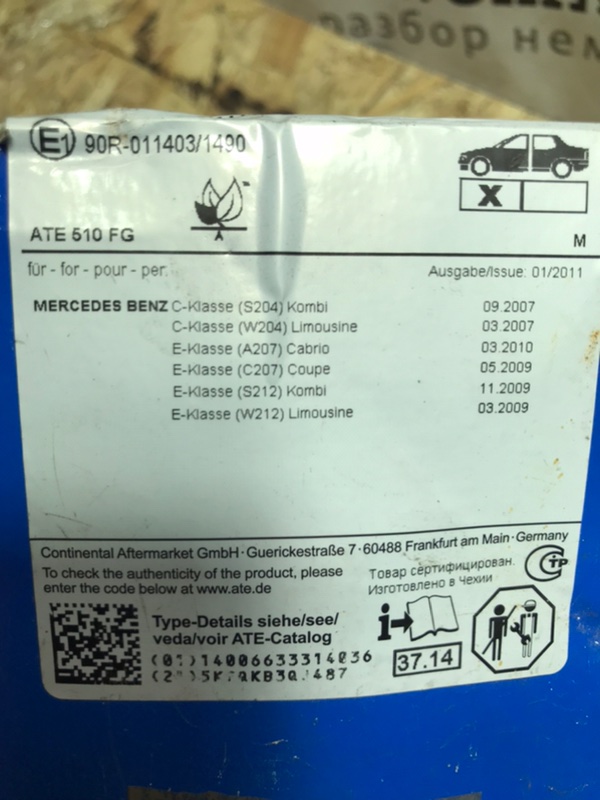 разбор нем
E1 90R-011403/1490
X
ATE 510 FG
M
für - for - pour - per.
Ausgabe/Issue: 01/2011
MERCEDES BENZ C-Klasse (S204) Kombi 09.2007
C-Klasse (W204) Limousine 03.2007
E-Klasse (A207) Cabrio 03.2010
E-Klasse (C207) Coupe 05.2009
E-Klasse (S212) Kombi 11.2009
E-Klasse (W212) Limousine 03.2009
Continental Aftermarket GmbH · Guerickestraße 7 · 60488 Frankfurt am Main · Germany
To check the authenticity of the product, please
enter the code below at www.ate.de
Товар сертифицирован.
Изготовлено в Чехии
Type-Details siehe/see/
veda/voir ATE-Catalog
i
(01)14006633314036
37.14